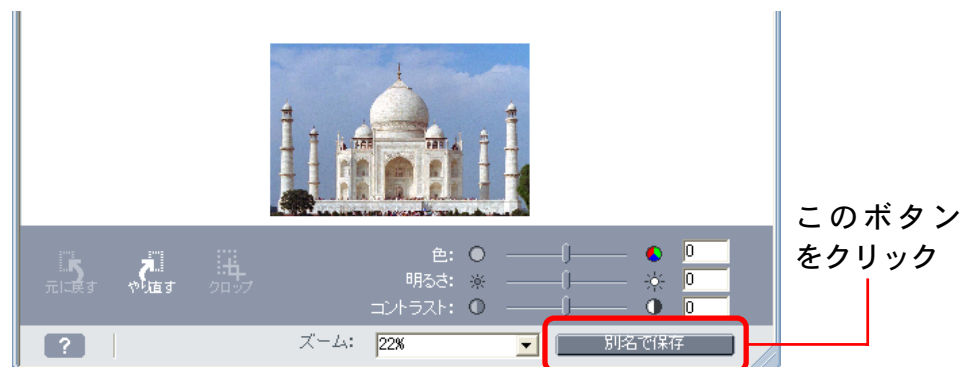 このボタン
をクリック
色: 0
明るさ: 0
コントラスト: 0
元に戻す やり直す クロップ
? ズーム: 22% 別名で保存